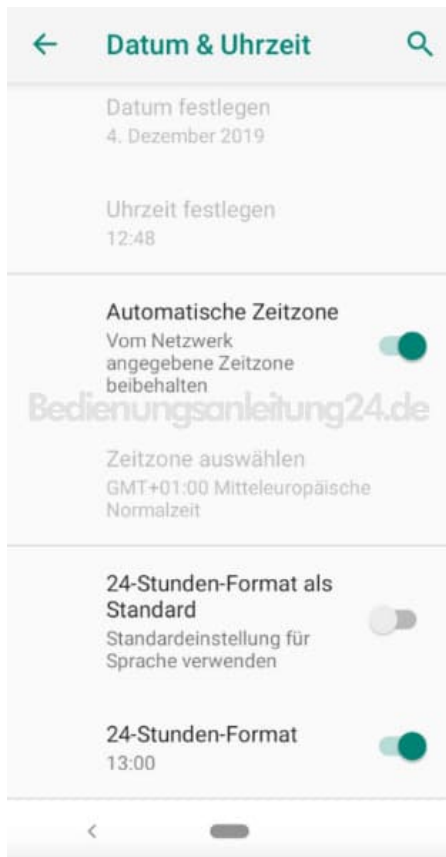 Datum & Uhrzeit
Datum festlegen
4. Dezember 2019
Uhrzeit festlegen
12:48
Automatische Zeitzone
Vom Netzwerk
angegebene Zeitzone
beibehalten
Bedienungsanleitung24.de
Zeitzone auswählen
GMT+01:00 Mitteleuropäische
Normalzeit
24-Stunden-Format als
Standard
Standardeinstellung für
Sprache verwenden
24-Stunden-Format
13:00